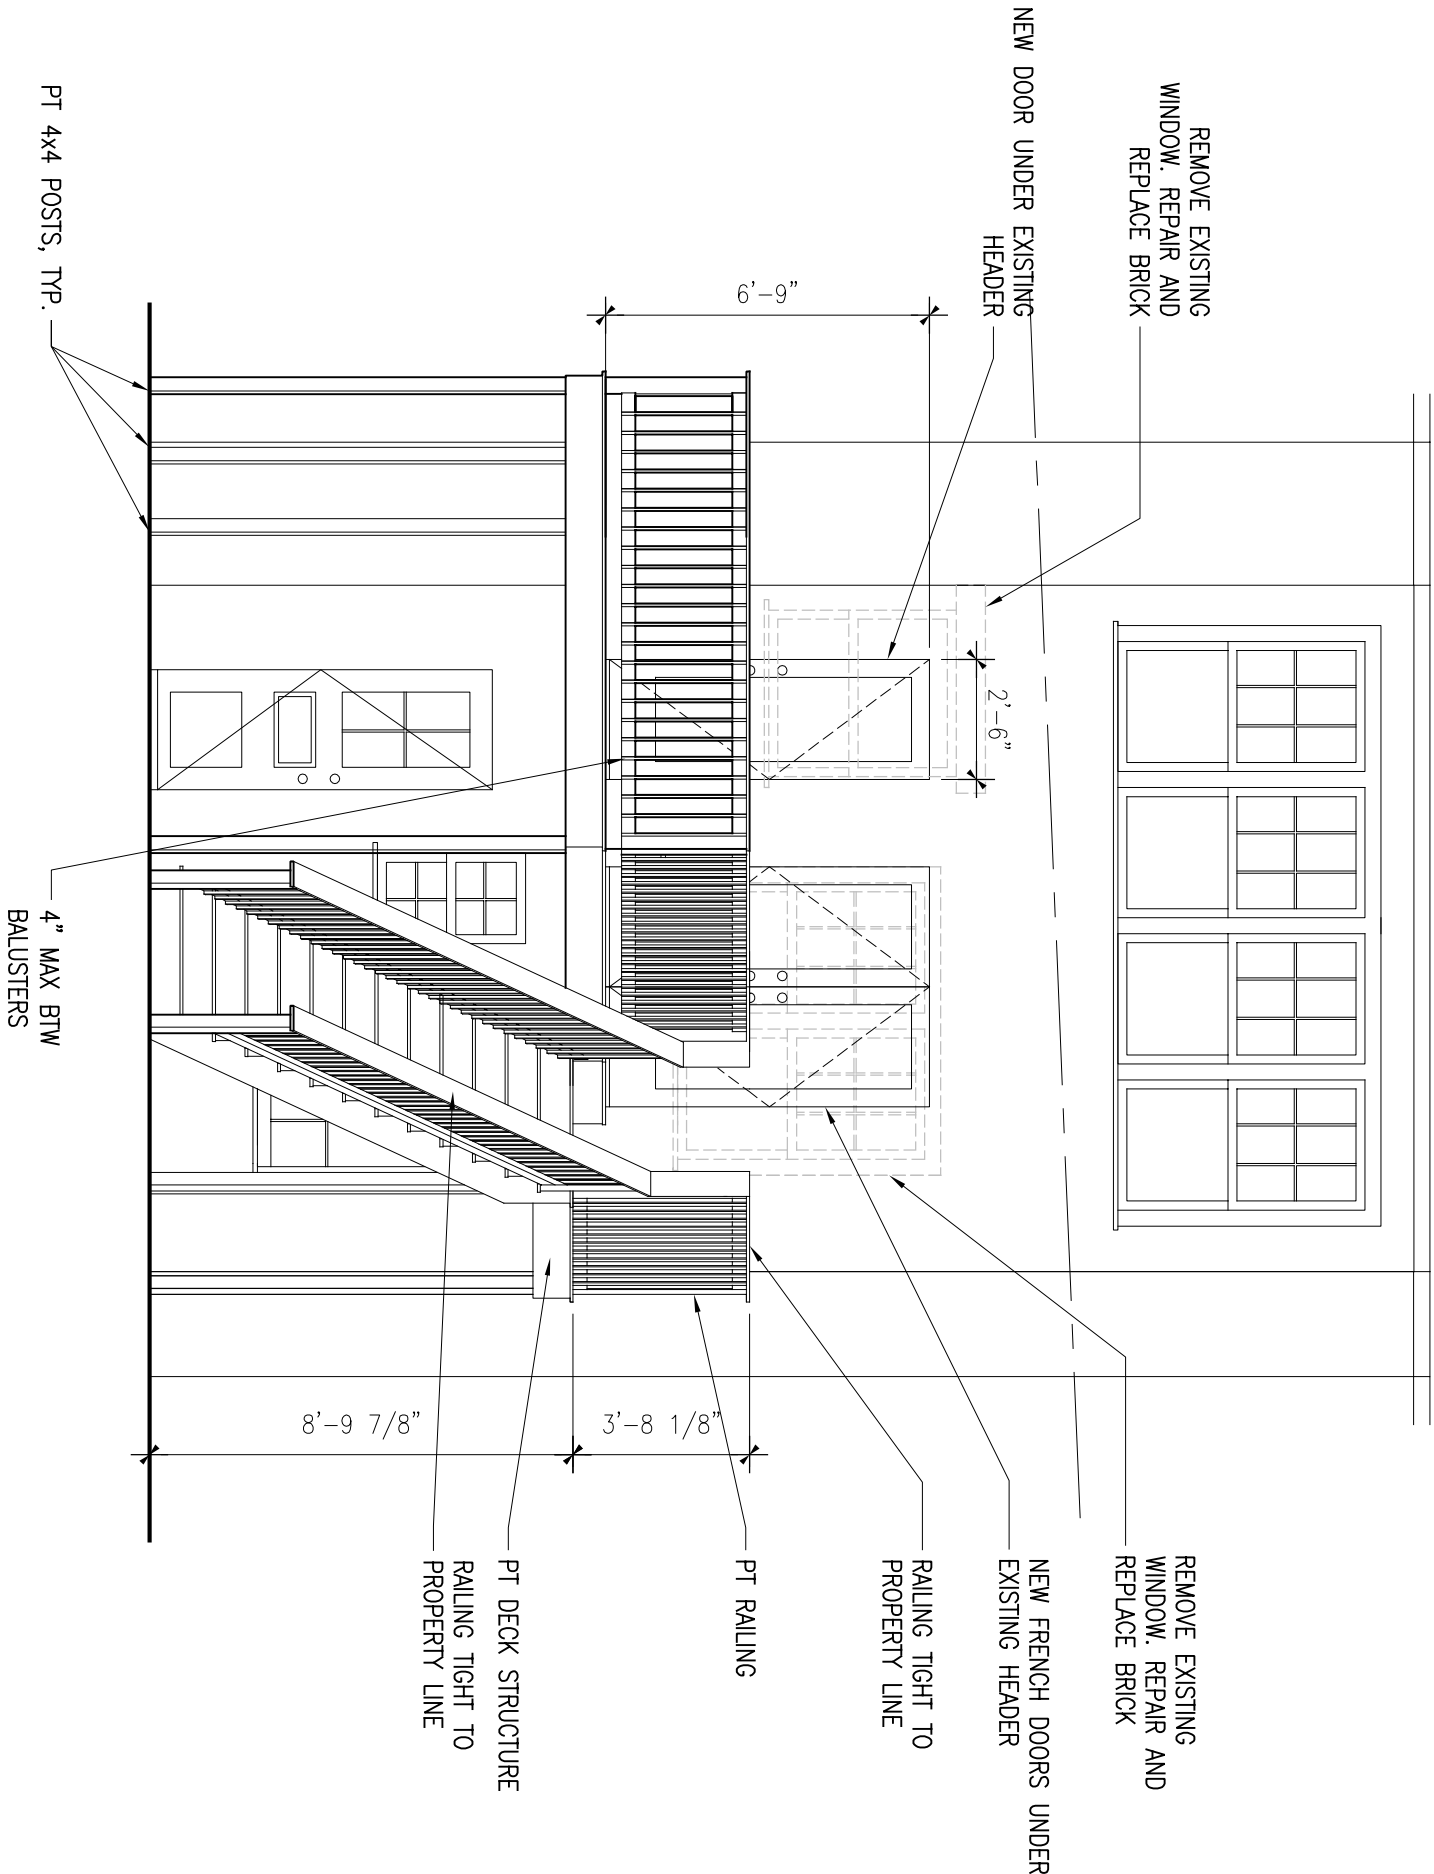 REMOVE EXISTING
WINDOW. REPAIR AND
REPLACE BRICK
NEW DOOR UNDER EXISTING
HEADER
6'-9"
2'-6"
PT 4x4 POSTS, TYP.
4" MAX BTW
BALUSTERS
REMOVE EXISTING
WINDOW. REPAIR AND
REPLACE BRICK
NEW FRENCH DOORS UNDER
EXISTING HEADER
RAILING TIGHT TO
PROPERTY LINE
3'-8 1/8"
PT RAILING
8'-9 7/8"
PT DECK STRUCTURE
RAILING TIGHT TO
PROPERTY LINE